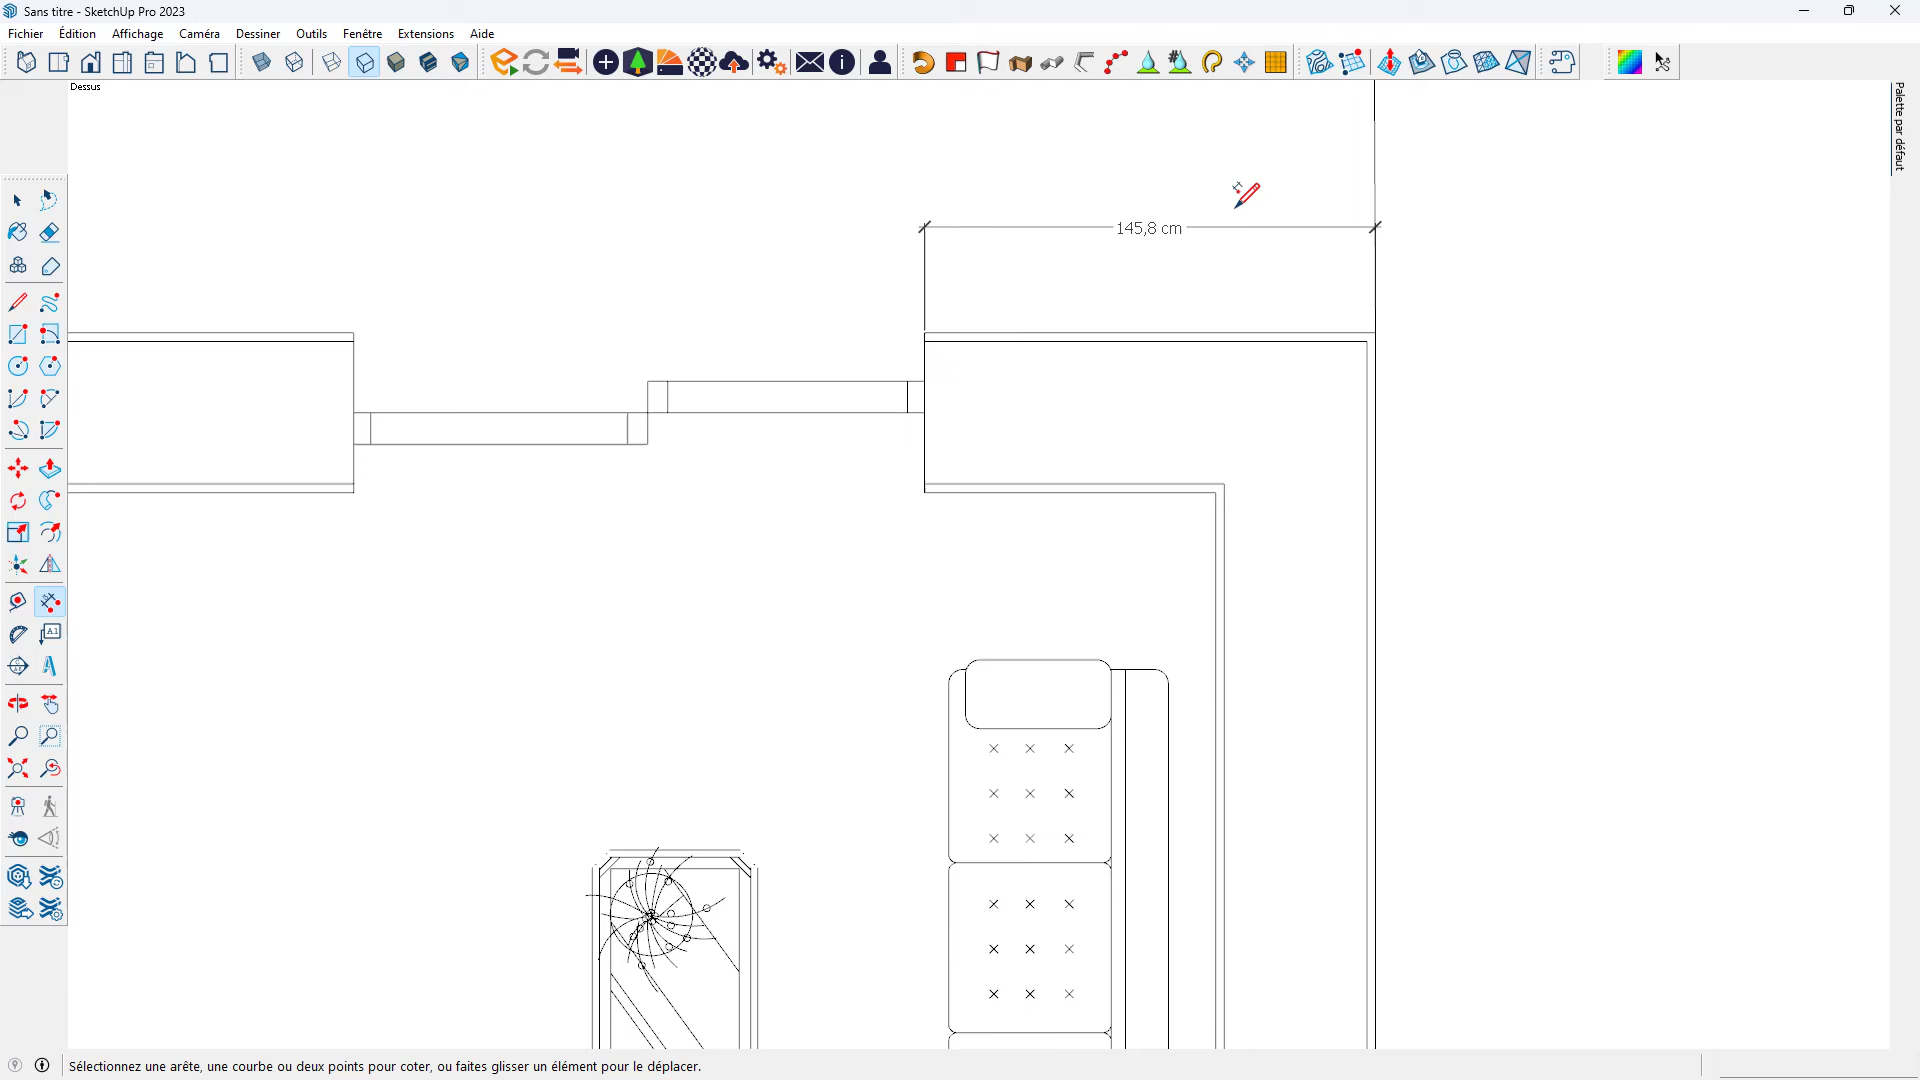 Sans titre - SketchUp Pro 2023
Fichier Édition Affichage Caméra Dessiner Outils Fenêtre Extensions Aide
Dessus
Palette par défaut
145,8 cm
A1
Sélectionnez une arête, une courbe ou deux points pour coter, ou faites glisser un élément pour le déplacer.